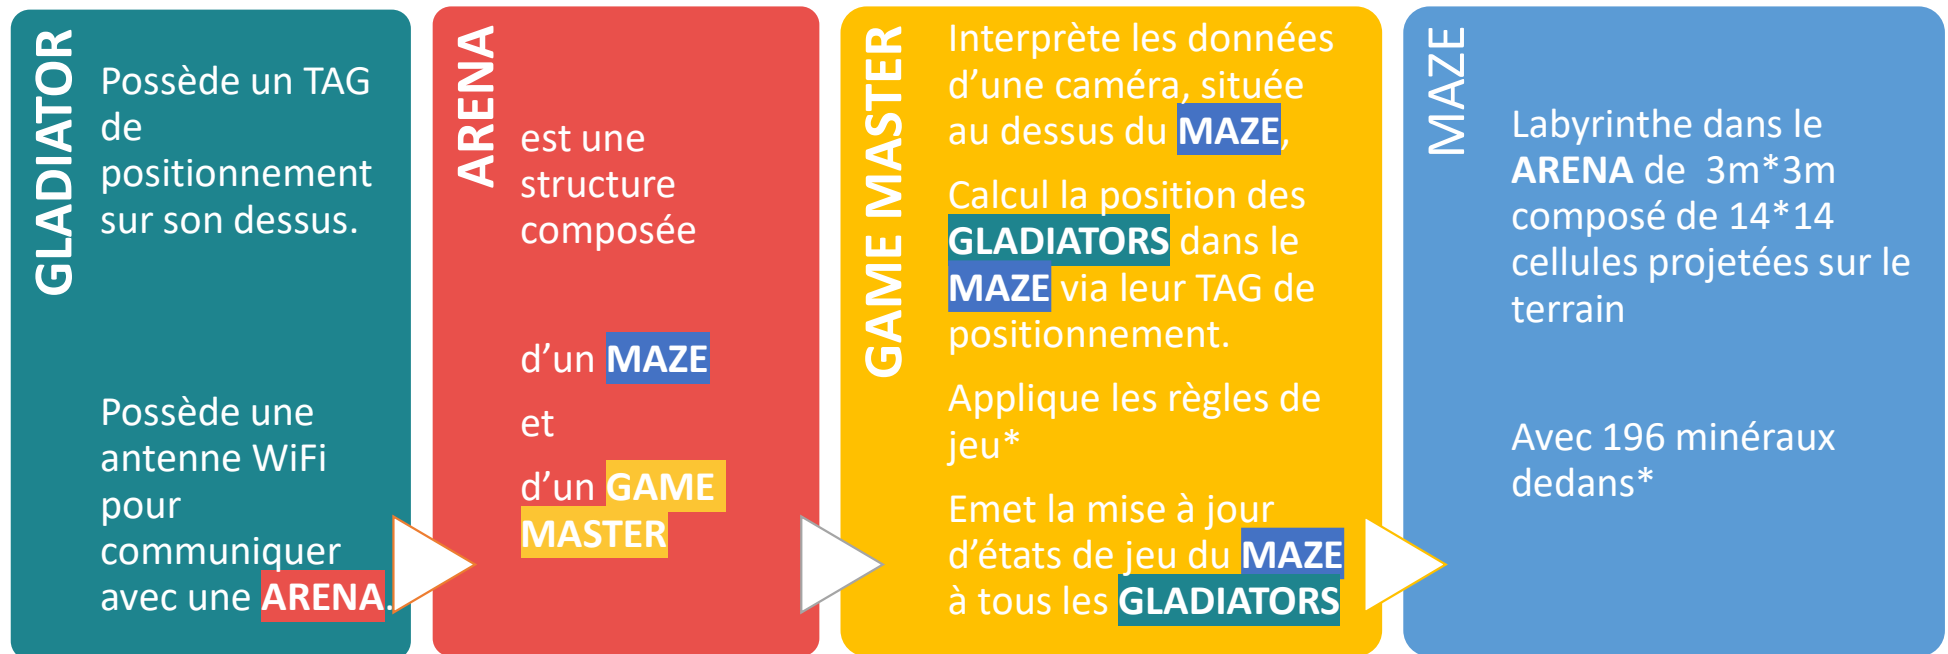 GLADIATOR
Possède un TAG
de
positionnement
sur son dessus.
Possède une
antenne WiFi
pour
communiquer
avec une ARENA.
ARENA
est une
structure
composée
d’un MAZE
et
d’un GAME
MASTER
GAME MASTER
Interprète les données
d’une caméra, située
au dessus du MAZE,
Calcul la position des
GLADIATORS dans le
MAZE via leur TAG de
positionnement.
Applique les règles de
jeu*
Emet la mise à jour
d’états de jeu du MAZE
à tous les GLADIATORS
MAZE
Labyrinthe dans le
ARENA de 3m*3m
composé de 14*14
cellules projetées sur le
terrain
Avec 196 minéraux
dedans*